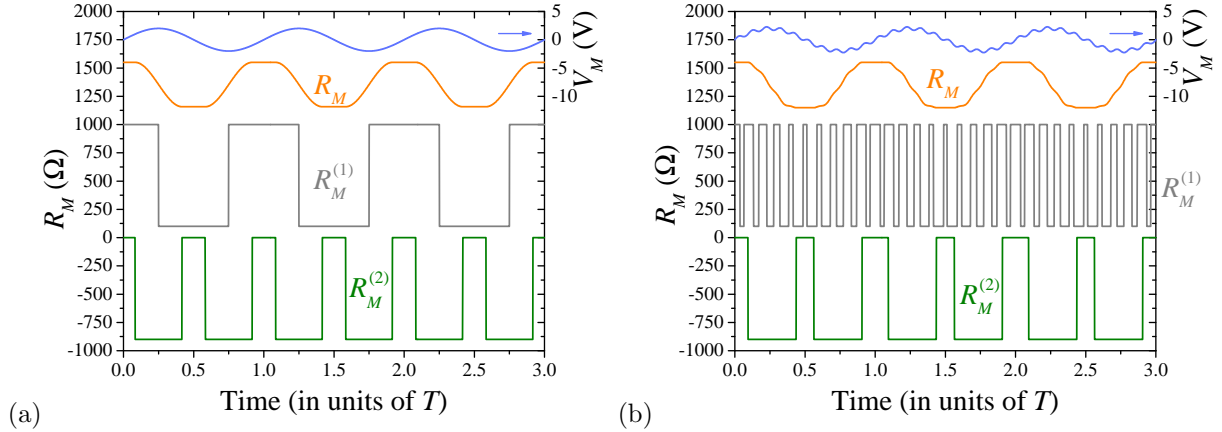 2000
1750
1500
1250
1000
750
500
250
0
-250
-500
-750
-1000
R_M (Ω)
5
0
-5
-10
V_M (V)
R_M
R_M^{(1)}
R_M^{(2)}
0.0 0.5 1.0 1.5 2.0 2.5 3.0
Time (in units of T)
(a)
2000
1750
1500
1250
1000
750
500
250
0
-250
-500
-750
-1000
R_M (Ω)
5
0
-5
-10
V_M (V)
R_M
R_M^{(1)}
R_M^{(2)}
0.0 0.5 1.0 1.5 2.0 2.5 3.0
Time (in units of T)
(b)